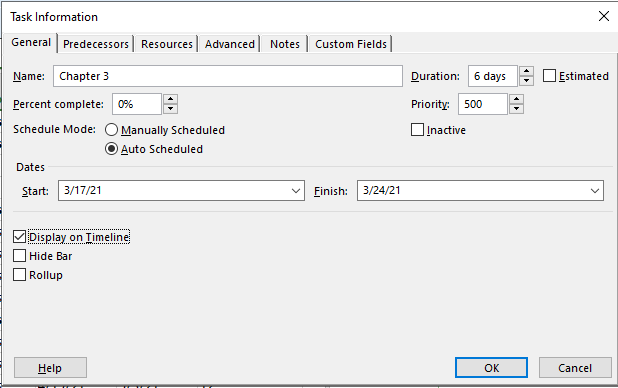 Task Information
General Predecessors Resources Advanced Notes Custom Fields
Name: Chapter 3 Duration: 6 days Estimated
Percent complete: 0% Priority: 500
Schedule Mode: Manually Scheduled Inactive
Auto Scheduled
Dates
Start: 3/17/21 Finish: 3/24/21
Display on Timeline
Hide Bar
Rollup
Help OK Cancel